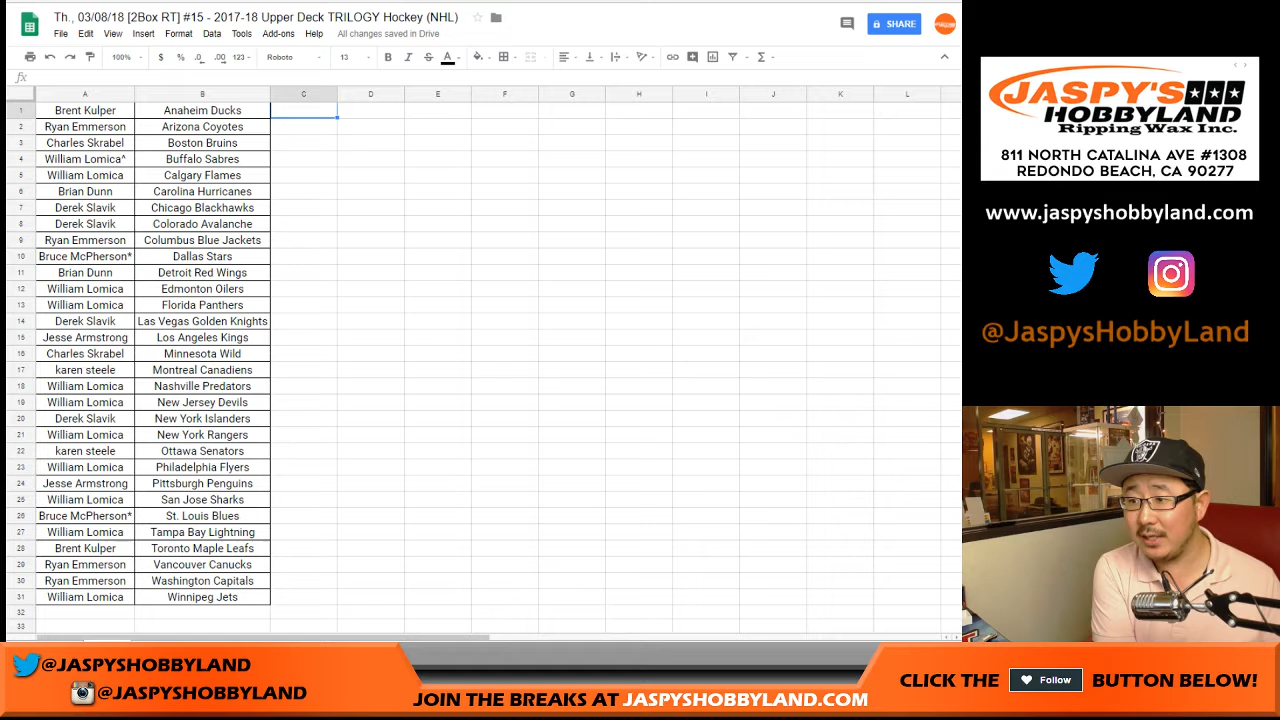 Th., 03/08/18 [2Box RT] #15 - 2017-18 Upper Deck TRILOGY Hockey (NHL)
File Edit View Insert Format Data Tools Add-ons Help All changes saved in Drive
SHARE
100% $ % .0 .00 123 Roboto 13 B I S A
fx
A B C D E F G H I J K L
1 Brent Kulper Anaheim Ducks
2 Ryan Emmerson Arizona Coyotes
3 Charles Skrabel Boston Bruins
4 William Lomica^ Buffalo Sabres
5 William Lomica Calgary Flames
6 Brian Dunn Carolina Hurricanes
7 Derek Slavik Chicago Blackhawks
8 Derek Slavik Colorado Avalanche
9 Ryan Emmerson Columbus Blue Jackets
10 Bruce McPherson* Dallas Stars
11 Brian Dunn Detroit Red Wings
12 William Lomica Edmonton Oilers
13 William Lomica Florida Panthers
14 Derek Slavik Las Vegas Golden Knights
15 Jesse Armstrong Los Angeles Kings
16 Charles Skrabel Minnesota Wild
17 karen steele Montreal Canadiens
18 William Lomica Nashville Predators
19 William Lomica New Jersey Devils
20 Derek Slavik New York Islanders
21 William Lomica New York Rangers
22 karen steele Ottawa Senators
23 William Lomica Philadelphia Flyers
24 Jesse Armstrong Pittsburgh Penguins
25 William Lomica San Jose Sharks
26 Bruce McPherson* St. Louis Blues
27 William Lomica Tampa Bay Lightning
28 Brent Kulper Toronto Maple Leafs
29 Ryan Emmerson Vancouver Canucks
30 Ryan Emmerson Washington Capitals
31 William Lomica Winnipeg Jets
32
33
JASPY'S
HOBBYLAND
Ripping Wax Inc.
811 NORTH CATALINA AVE #1308
REDONDO BEACH, CA 90277
www.jaspyshobbyland.com
@JaspysHobbyLand
@JASPYSHOBBYLAND
@JASPYSHOBBYLAND
JOIN THE BREAKS AT JASPYSHOBBYLAND.COM
CLICK THE Follow BUTTON BELOW!